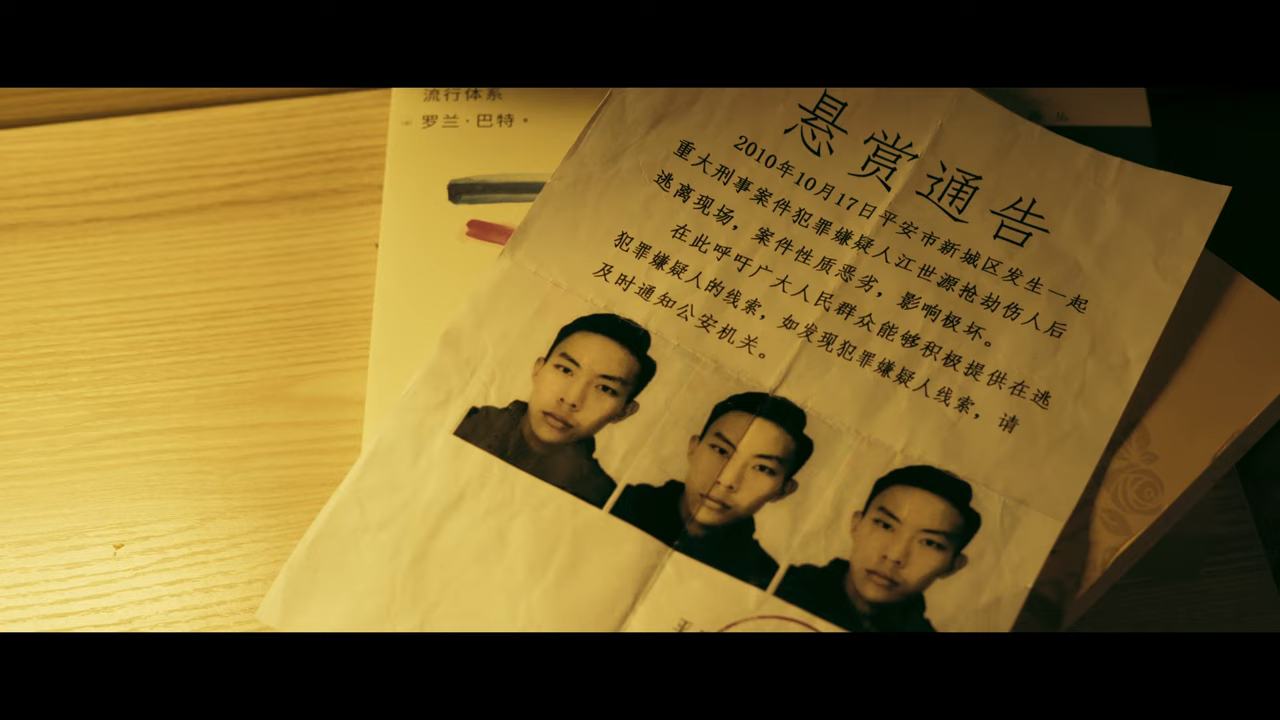 流行体系
罗兰·巴特
悬赏通告
2010年10月17日平安市新城区发生一起
重大刑事案件犯罪嫌疑人江世源抢劫伤人后
逃离现场，案件性质恶劣，影响极坏。
在此呼吁广大人民群众能够积极提供在逃
犯罪嫌疑人的线索，如发现犯罪嫌疑人线索，请
及时通知公安机关。